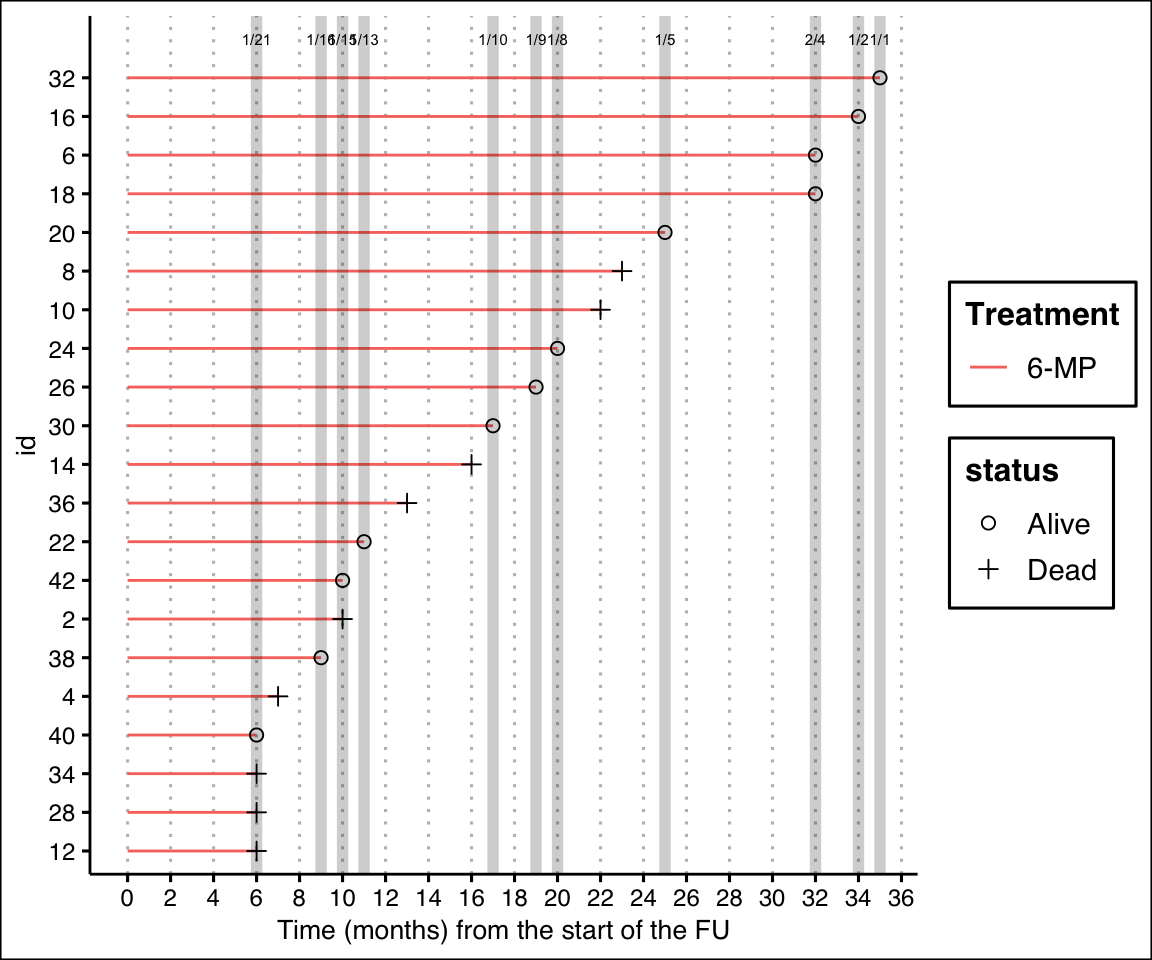 1/21 1/16 1/15 1/13 1/10 1/9 1/8 1/5 2/4 1/2 1/1
32
16
6
18
20
8
10
24
26
30
14
36
22
42
2
38
4
40
34
28
12
id
0 2 4 6 8 10 12 14 16 18 20 22 24 26 28 30 32 34 36
Time (months) from the start of the FU
Treatment
6-MP
status
Alive
Dead